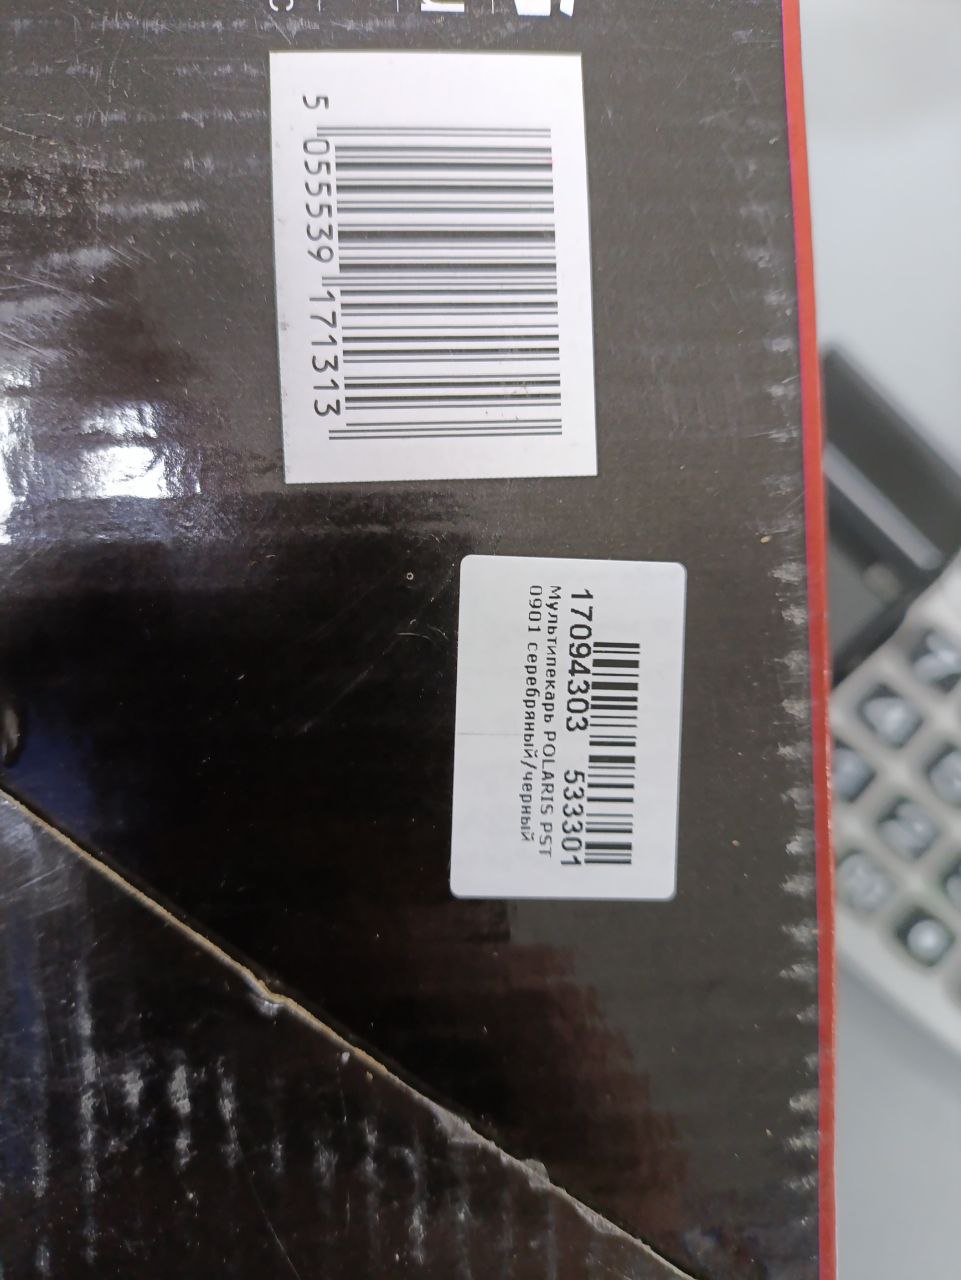 5 055539 171313
17094303 533301
Мультипекарь POLARIS PST
0901 серебряный/черный